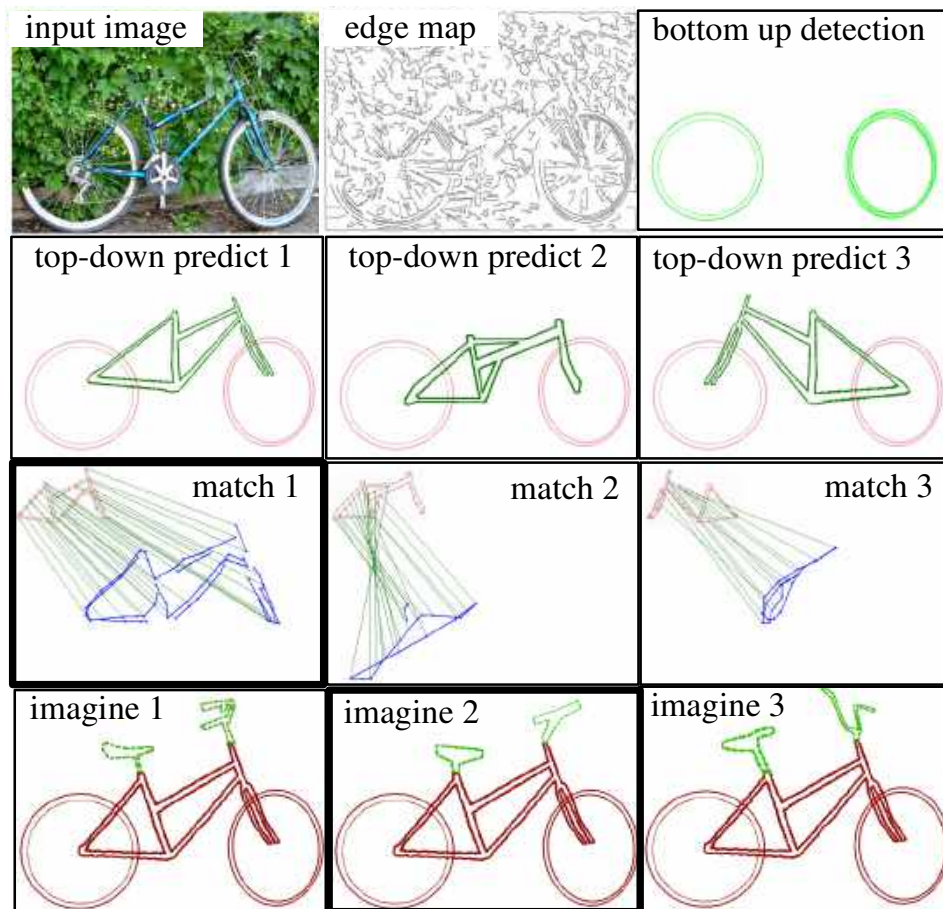 input image
edge map
bottom up detection
top-down predict 1
top-down predict 2
top-down predict 3
match 1
match 2
match 3
imagine 1
imagine 2
imagine 3